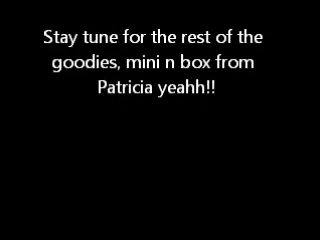 Stay tune for the rest of the
goodies, mini n box from
Patricia yeahh!!